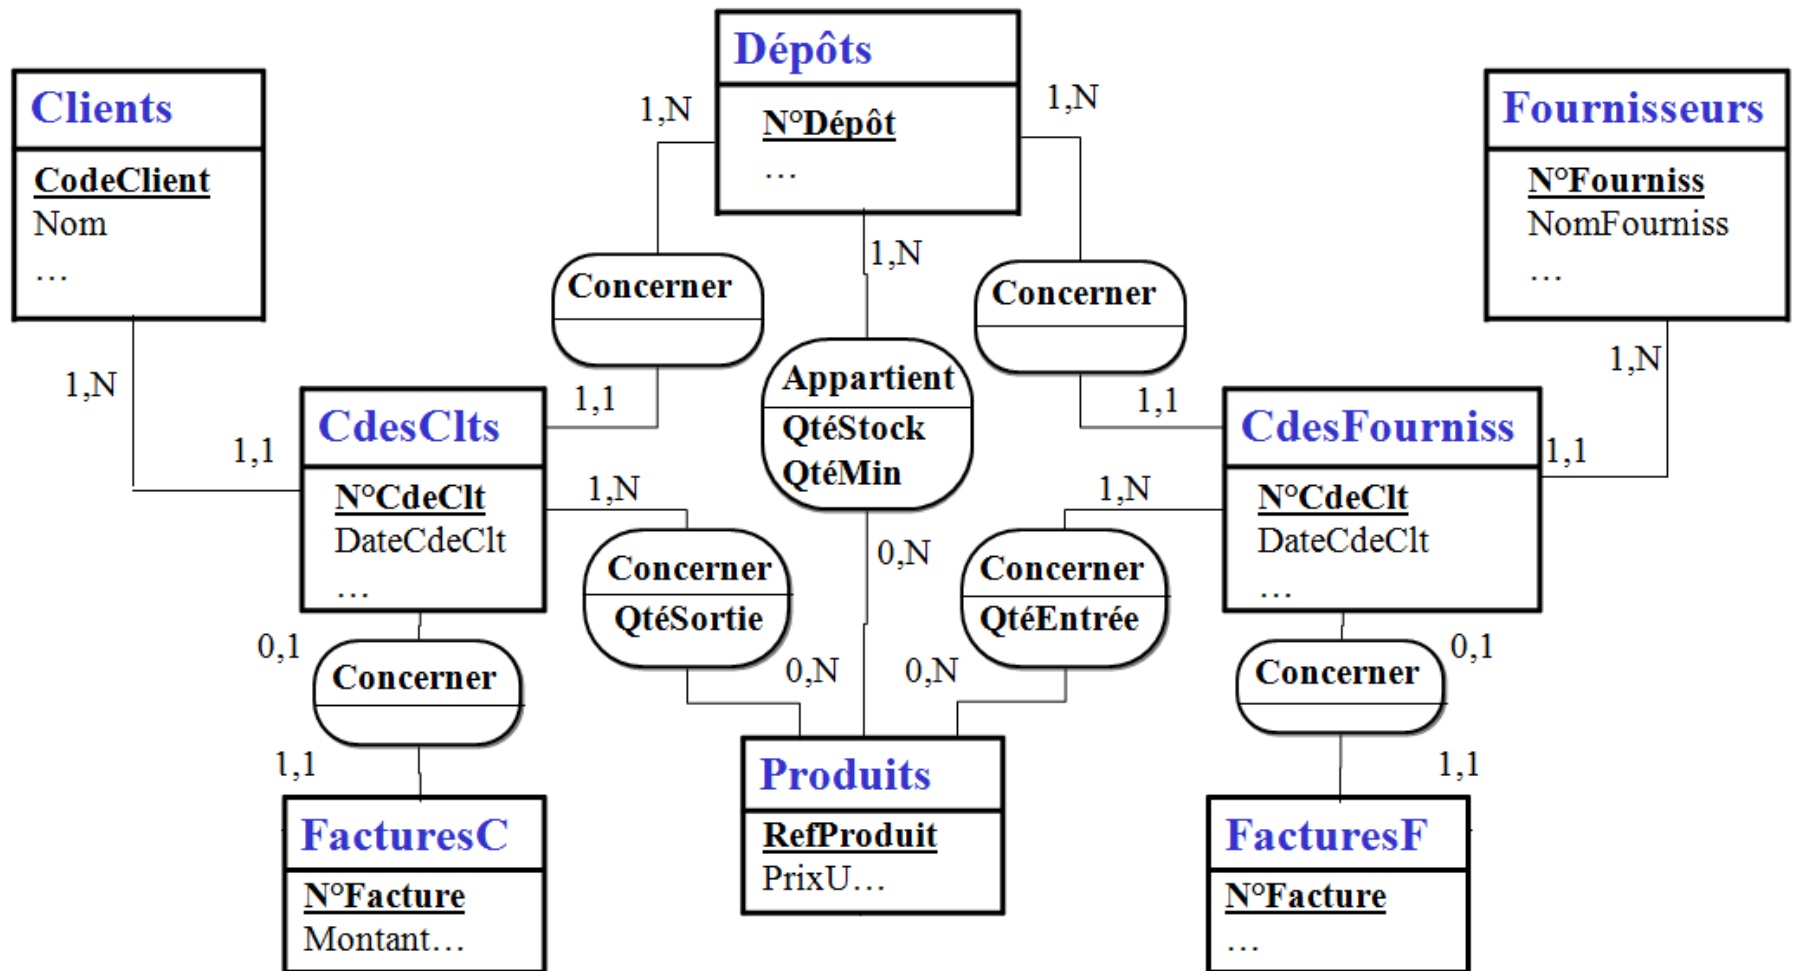 Dépôts
N°Dépôt
…
Clients
CodeClient
Nom
…
Fournisseurs
N°Fourniss
NomFourniss
…
1,N
1,N
1,N
Concerner
Concerner
1,N
1,N
Appartient
QtéStock
QtéMin
1,1
1,1
1,1
1,1
CdesClts
N°CdeClt
DateCdeClt
…
CdesFourniss
N°CdeClt
DateCdeClt
…
1,N
1,N
Concerner
QtéSortie
0,N
Concerner
QtéEntrée
0,1
Concerner
0,N
0,N
0,1
Concerner
1,1
1,1
FacturesC
N°Facture
Montant…
Produits
RefProduit
PrixU…
FacturesF
N°Facture
…